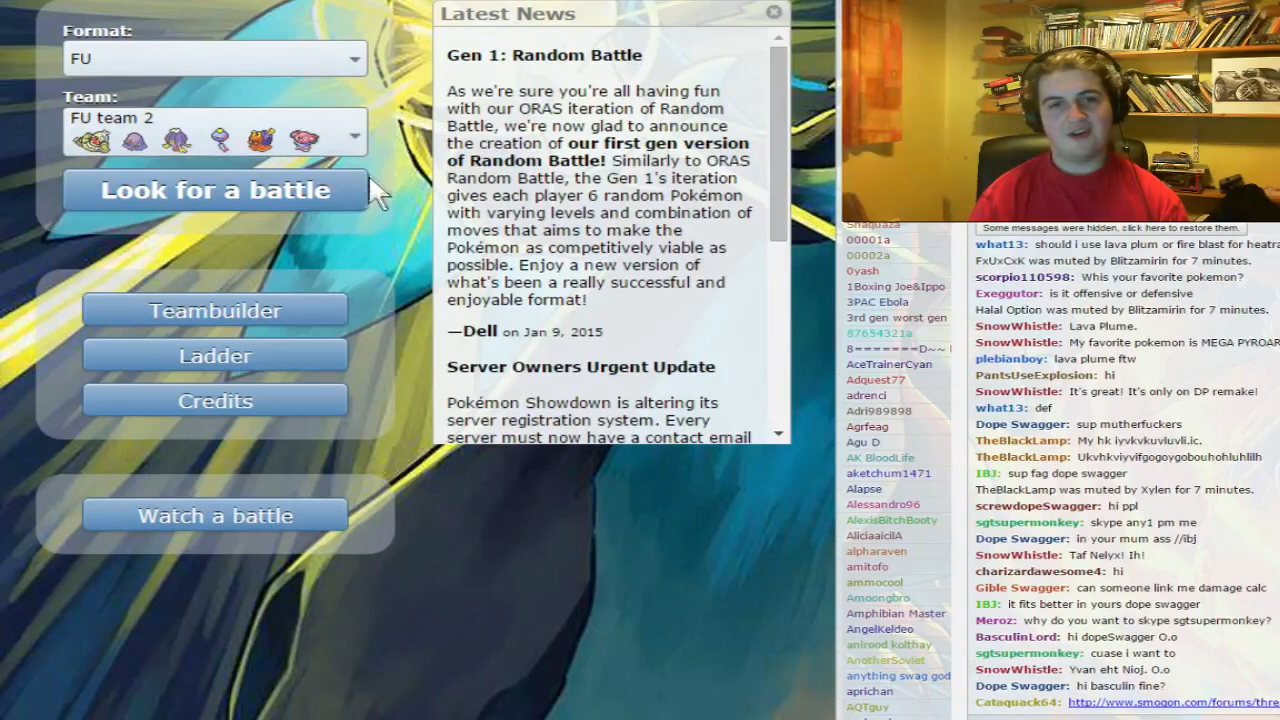 Format:
FU
Team:
FU team 2
Look for a battle
Teambuilder
Ladder
Credits
Watch a battle
Latest News
Gen 1: Random Battle
As we're sure you're all having fun
with our ORAS iteration of Random
Battle, we're now glad to announce
the creation of our first gen version
of Random Battle! Similarly to ORAS
Random Battle, the Gen 1's iteration
gives each player 6 random Pokémon
with varying levels and combination of
moves that aims to make the
Pokémon as competitively viable as
possible. Enjoy a new version of
what's been a really successful and
enjoyable format!
—Dell on Jan 9, 2015
Server Owners Urgent Update
Pokémon Showdown is altering its
server registration system. Every
server must now have a contact email
Shaquaza
00001a
00002a
0yash
1Boxing Joe&Ippo
3PAC Ebola
3rd gen worst gen
87654321a
8=======D~~
AceTrainerCyan
Adquest77
adrenci
Adri989898
Agrfeag
Agu D
AK BloodLife
aketchum1471
Alapse
Alessandro96
AlexisBitchBooty
AliciaaicilA
alpharaven
amitofo
ammocool
Amoongbro
Amphibian Master
AngelKeldeo
anirood kolthay
AnotherSoviet
anything swag god
aprichan
AQTguy
Some messages were hidden, click here to restore them.
what13: should i use lava plum or fire blast for heatra
FxUxCxK was muted by Blitzamirin for 7 minutes.
scorpio110598: Whis your favorite pokemon?
Exeggutor: is it offensive or defensive
Halal Option was muted by Blitzamirin for 7 minutes.
SnowWhistle: Lava Plume.
SnowWhistle: My favorite pokemon is MEGA PYROAR
plebianboy: lava plume ftw
PantsUseExplosion: hi
SnowWhistle: It's great! It's only on DP remake!
what13: def
Dope Swagger: sup mutherfuckers
TheBlackLamp: My hk iyvkvkuvluvli.ic.
TheBlackLamp: Ukvhkviyvifgogoygobouhohluhlilh
IBJ: sup fag dope swagger
TheBlackLamp was muted by Xylen for 7 minutes.
screwdopeSwagger: hi ppl
sgtsupermonkey: skype any1 pm me
Dope Swagger: in your mum ass //ibj
SnowWhistle: Taf Nelyx! Ih!
charizardawesome4: hi
Gible Swagger: can someone link me damage calc
IBJ: it fits better in yours dope swagger
Meroz: why do you want to skype sgtsupermonkey?
BasculinLord: hi dopeSwagger O.o
sgtsupermonkey: cuase i want to
SnowWhistle: Yvan eht Nioj. O.o
Dope Swagger: hi basculin fine?
Cataquack64: http://www.smogon.com/forums/thre